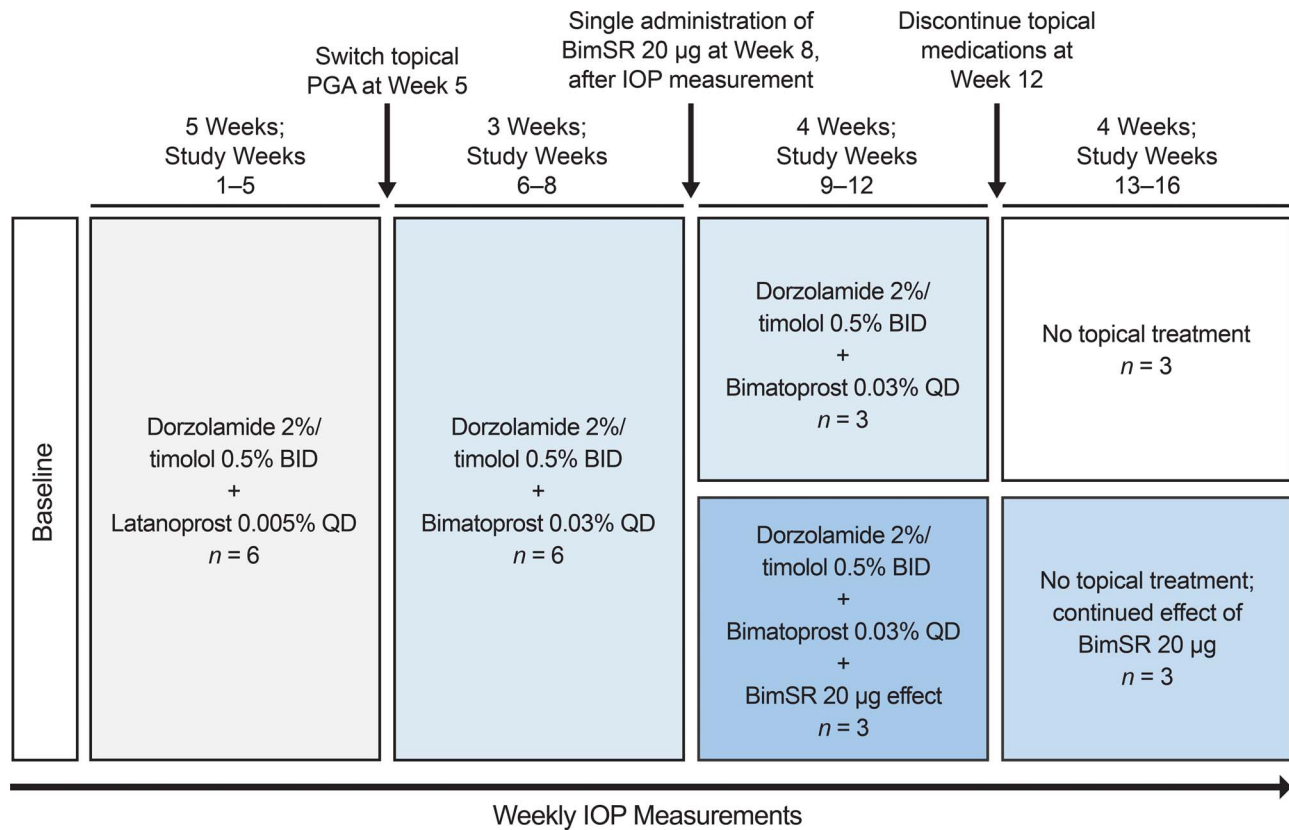 Switch topical
PGA at Week 5
Single administration of
BimSR 20 µg at Week 8,
after IOP measurement
Discontinue topical
medications at
Week 12
5 Weeks;
Study Weeks
1–5
3 Weeks;
Study Weeks
6–8
4 Weeks;
Study Weeks
9–12
4 Weeks;
Study Weeks
13–16
Baseline
Dorzolamide 2%/
timolol 0.5% BID
+
Latanoprost 0.005% QD
n = 6
Dorzolamide 2%/
timolol 0.5% BID
+
Bimatoprost 0.03% QD
n = 6
Dorzolamide 2%/
timolol 0.5% BID
+
Bimatoprost 0.03% QD
n = 3
Dorzolamide 2%/
timolol 0.5% BID
+
Bimatoprost 0.03% QD
+
BimSR 20 µg effect
n = 3
No topical treatment
n = 3
No topical treatment;
continued effect of
BimSR 20 µg
n = 3
Weekly IOP Measurements